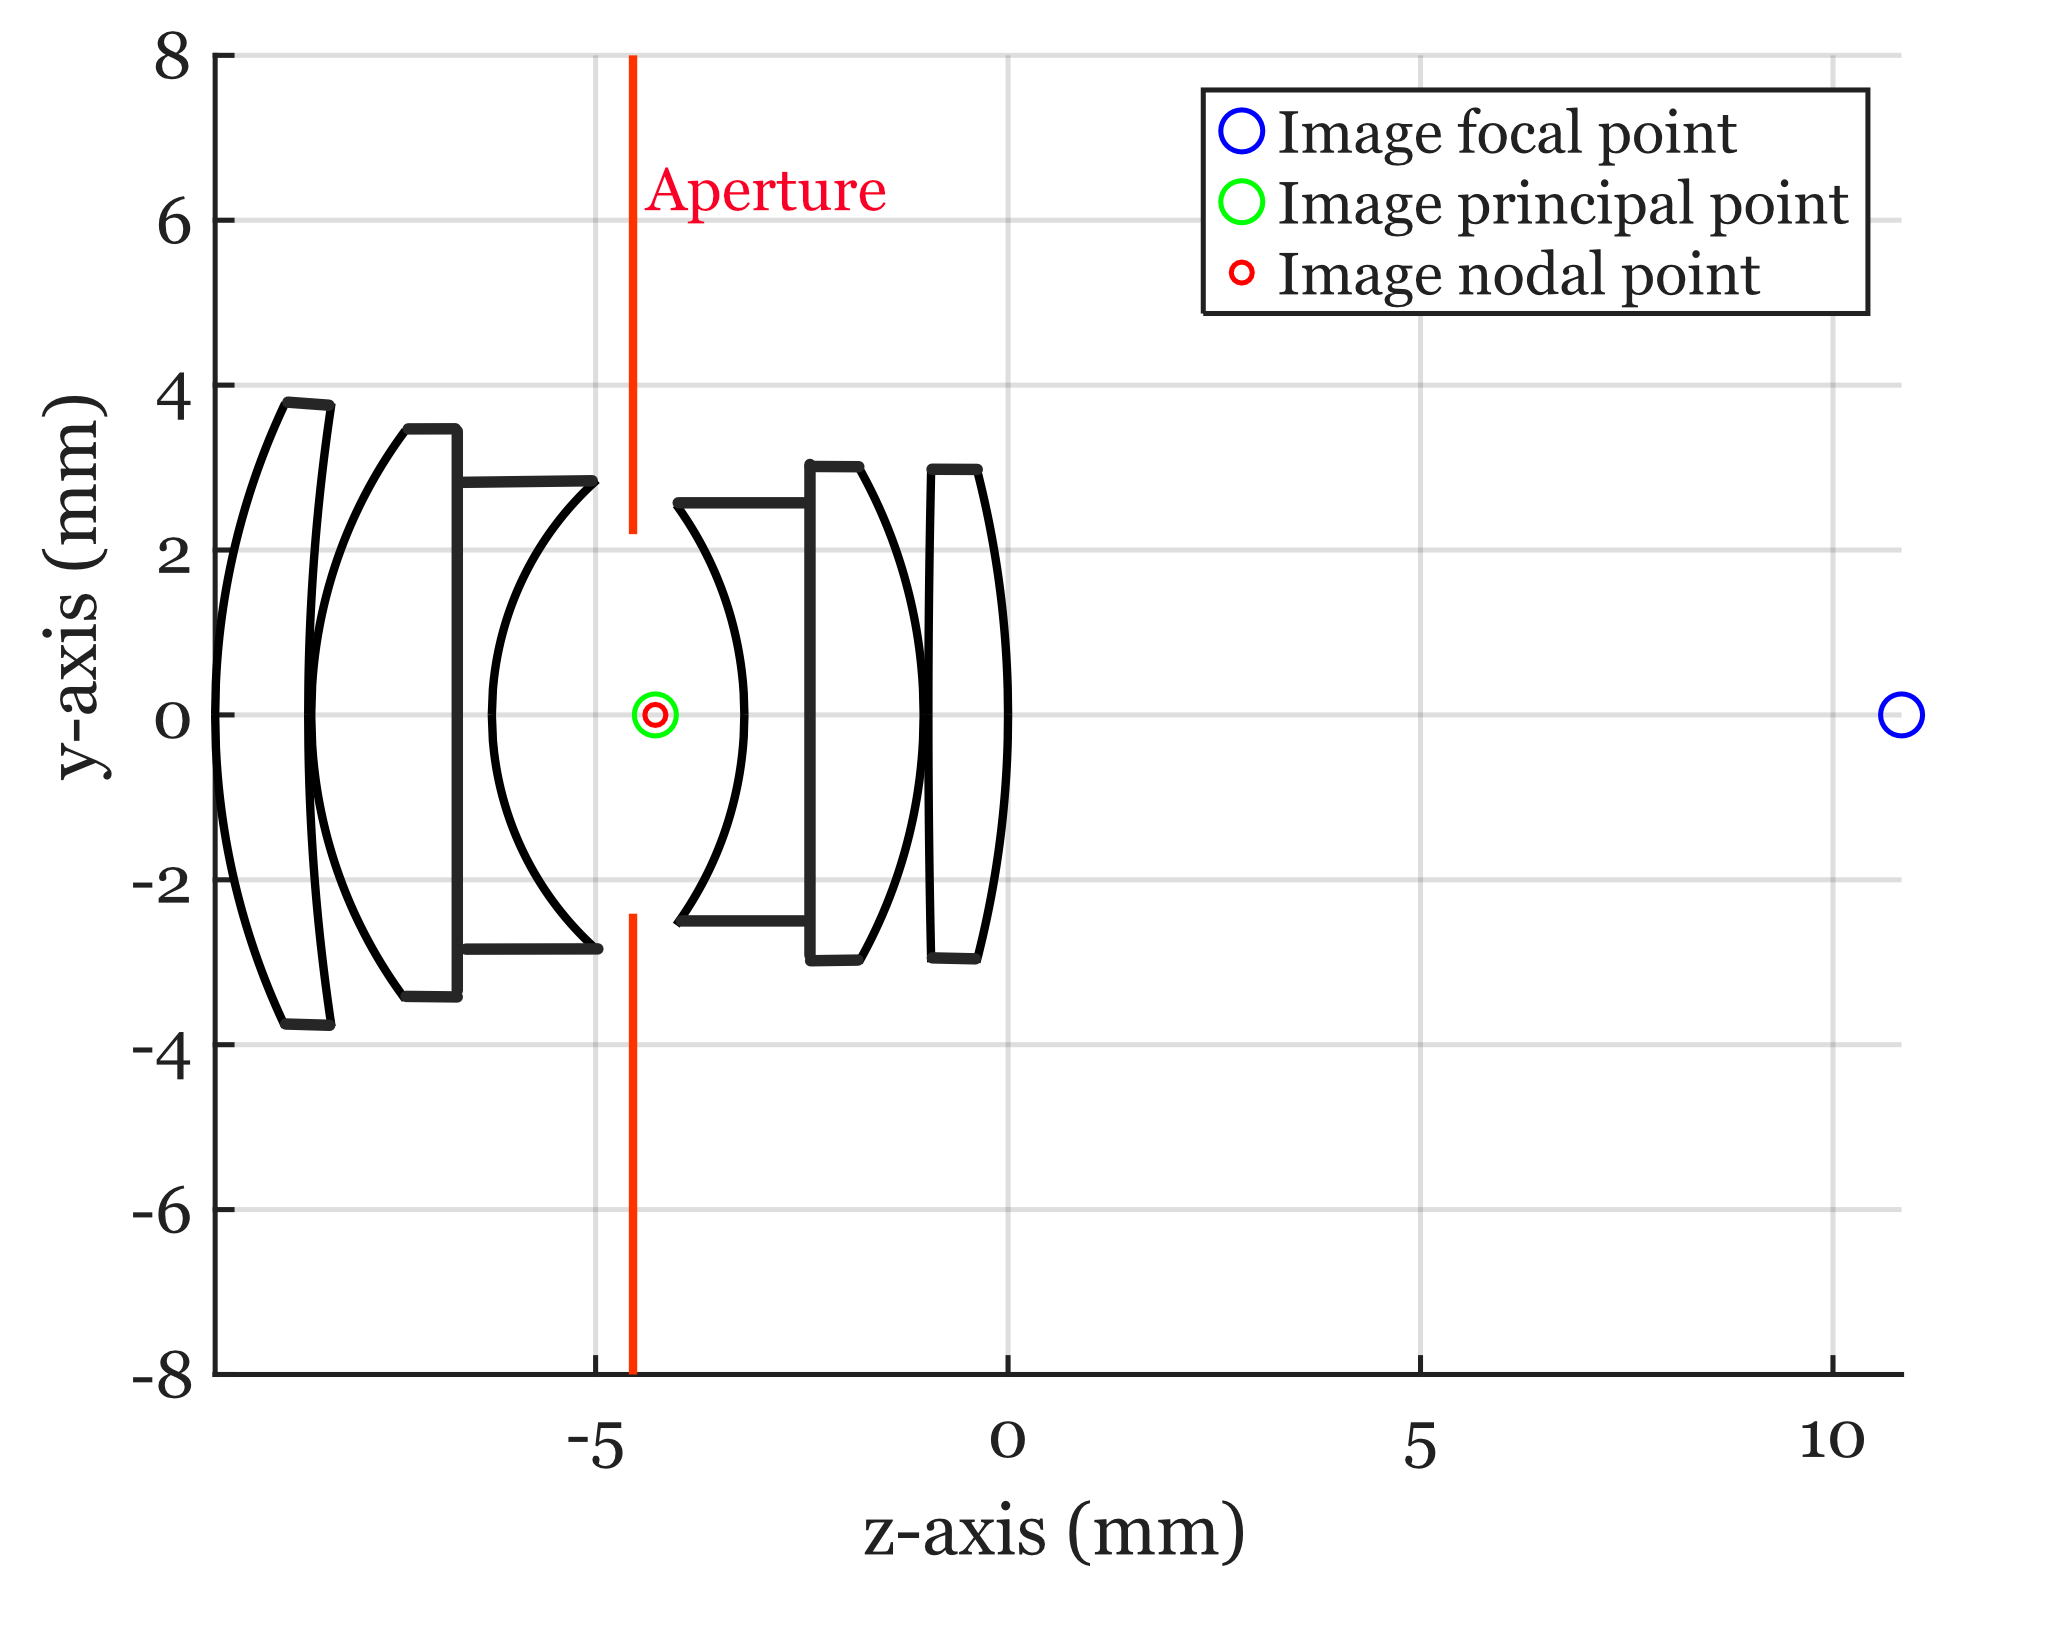 8
6
4
2
0
-2
-4
-6
-8
y-axis (mm)
Aperture
Image focal point
Image principal point
Image nodal point
-5
0
5
10
z-axis (mm)